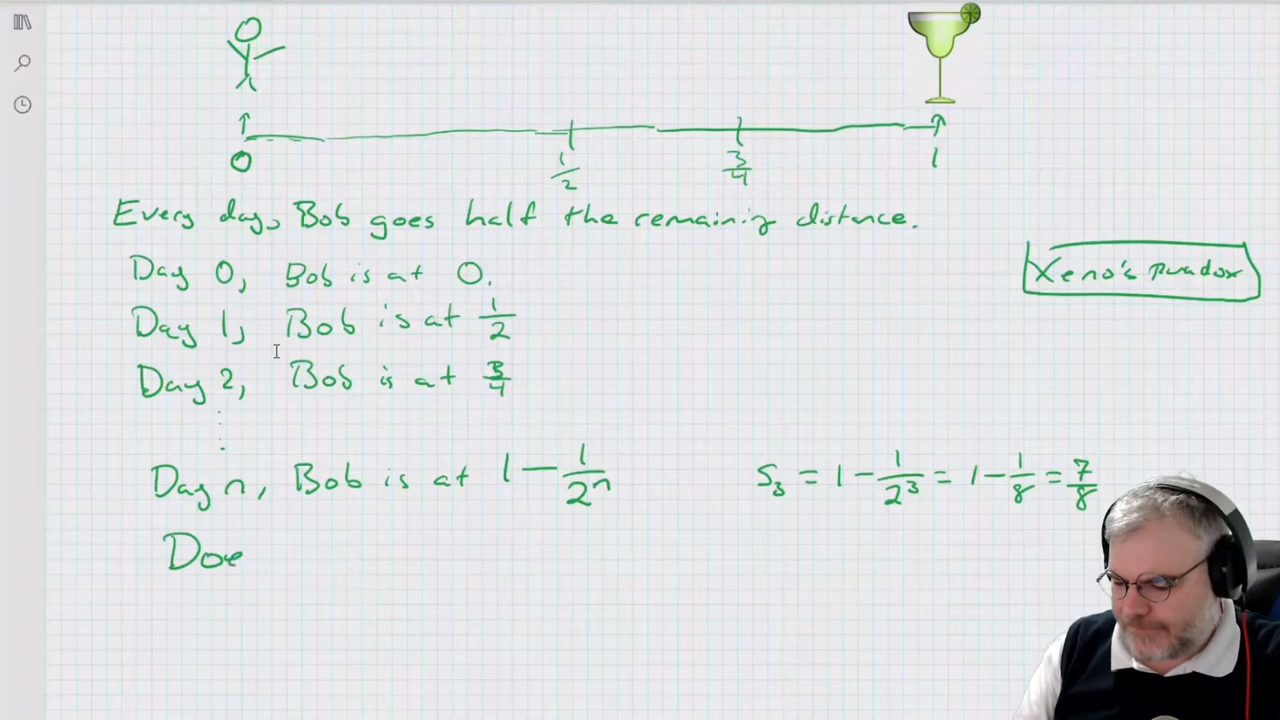 0 1/2 3/4 1
Every day, Bob goes half the remaining distance.
Xeno's paradox
Day 0, Bob is at 0.
Day 1, Bob is at 1/2
Day 2, Bob is at 3/4
⋮
Day n, Bob is at 1 - 1/2ⁿ
S₃ = 1 - 1/2³ = 1 - 1/8 = 7/8
Doe